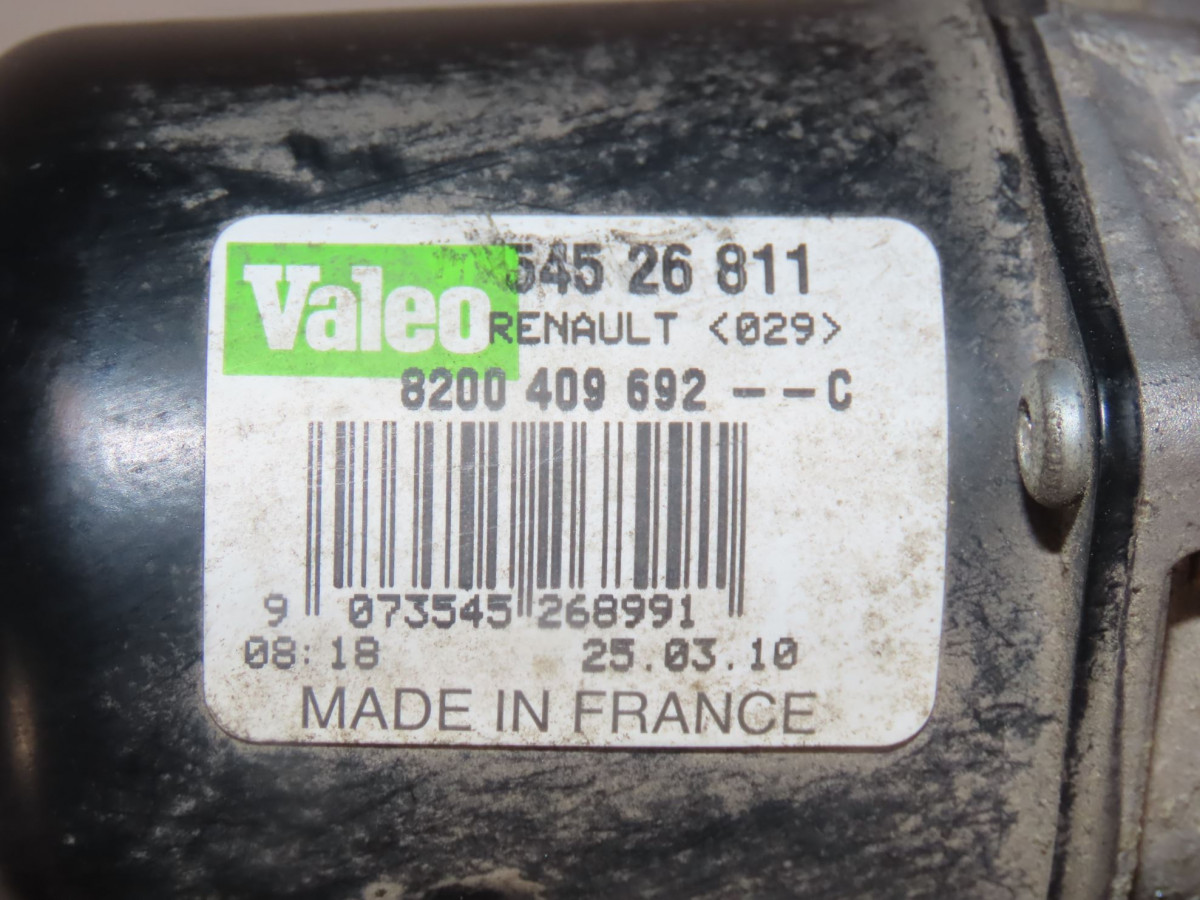 Valeo 545 26 811
RENAULT <029>
8200 409 692 -- C
9 073545 268991
08:18 25.03.10
MADE IN FRANCE